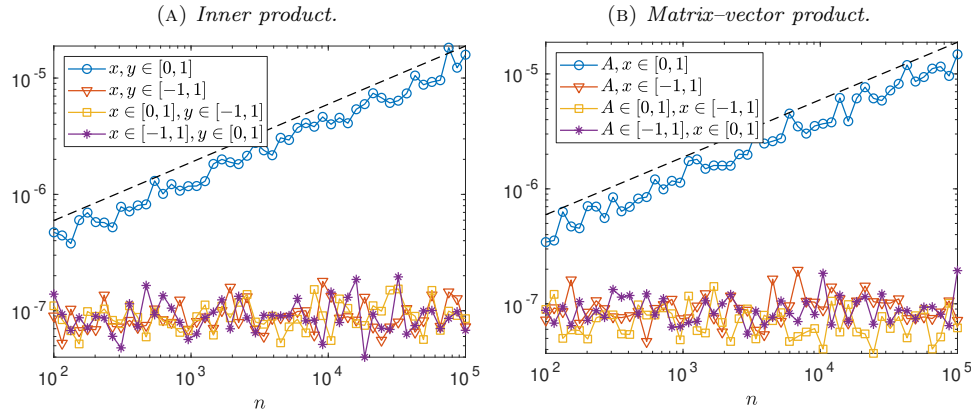 (A) Inner product.
10^-5
10^-6
10^-7
x, y ∈ [0, 1]
x, y ∈ [−1, 1]
x ∈ [0, 1], y ∈ [−1, 1]
x ∈ [−1, 1], y ∈ [0, 1]
10^2 10^3 10^4 10^5
n
(B) Matrix–vector product.
10^-5
10^-6
10^-7
A, x ∈ [0, 1]
A, x ∈ [−1, 1]
A ∈ [0, 1], x ∈ [−1, 1]
A ∈ [−1, 1], x ∈ [0, 1]
10^2 10^3 10^4 10^5
n